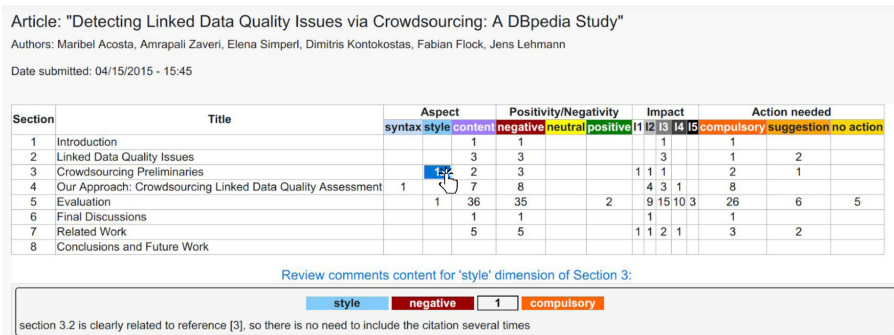 Article: "Detecting Linked Data Quality Issues via Crowdsourcing: A DBpedia Study"
Authors: Maribel Acosta, Amrapali Zaveri, Elena Simperl, Dimitris Kontokostas, Fabian Flock, Jens Lehmann
Date submitted: 04/15/2015 - 15:45
Section Title Aspect Positivity/Negativity Impact Action needed
syntax style content negative neutral positive I1 I2 I3 I4 I5 compulsory suggestion no action
1 Introduction 1 1 1 1
2 Linked Data Quality Issues 3 3 3 1 2
3 Crowdsourcing Preliminaries 1 2 3 1 1 1 2 1
4 Our Approach: Crowdsourcing Linked Data Quality Assessment 1 7 8 4 3 1 8
5 Evaluation 1 36 35 2 9 15 10 3 26 6 5
6 Final Discussions 1 1 1 1
7 Related Work 5 5 1 1 2 1 3 2
8 Conclusions and Future Work
Review comments content for 'style' dimension of Section 3:
style negative 1 compulsory
section 3.2 is clearly related to reference [3], so there is no need to include the citation several times